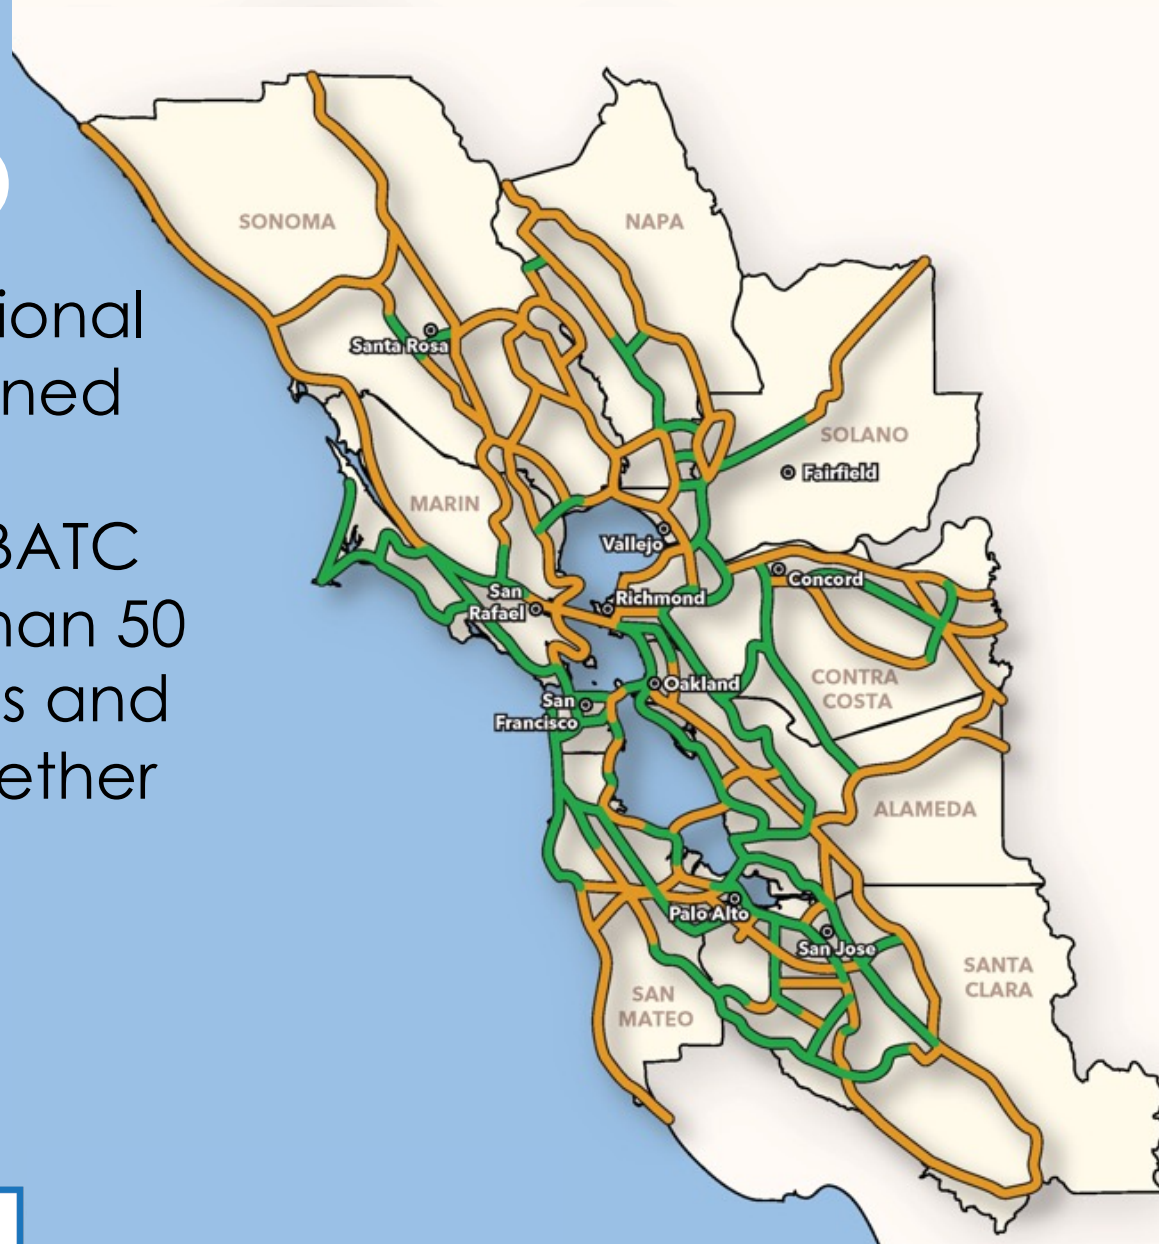 SONOMA
NAPA
ional
Santa Rosa
ned
SOLANO
Fairfield
MARIN
BATC
Vallejo
Concord
San
Rafael
Richmond
han 50
CONTRA
COSTA
Oakland
s and
San
Francisco
ether
ALAMEDA
Palo Alto
San Jose
SANTA
CLARA
SAN
MATEO